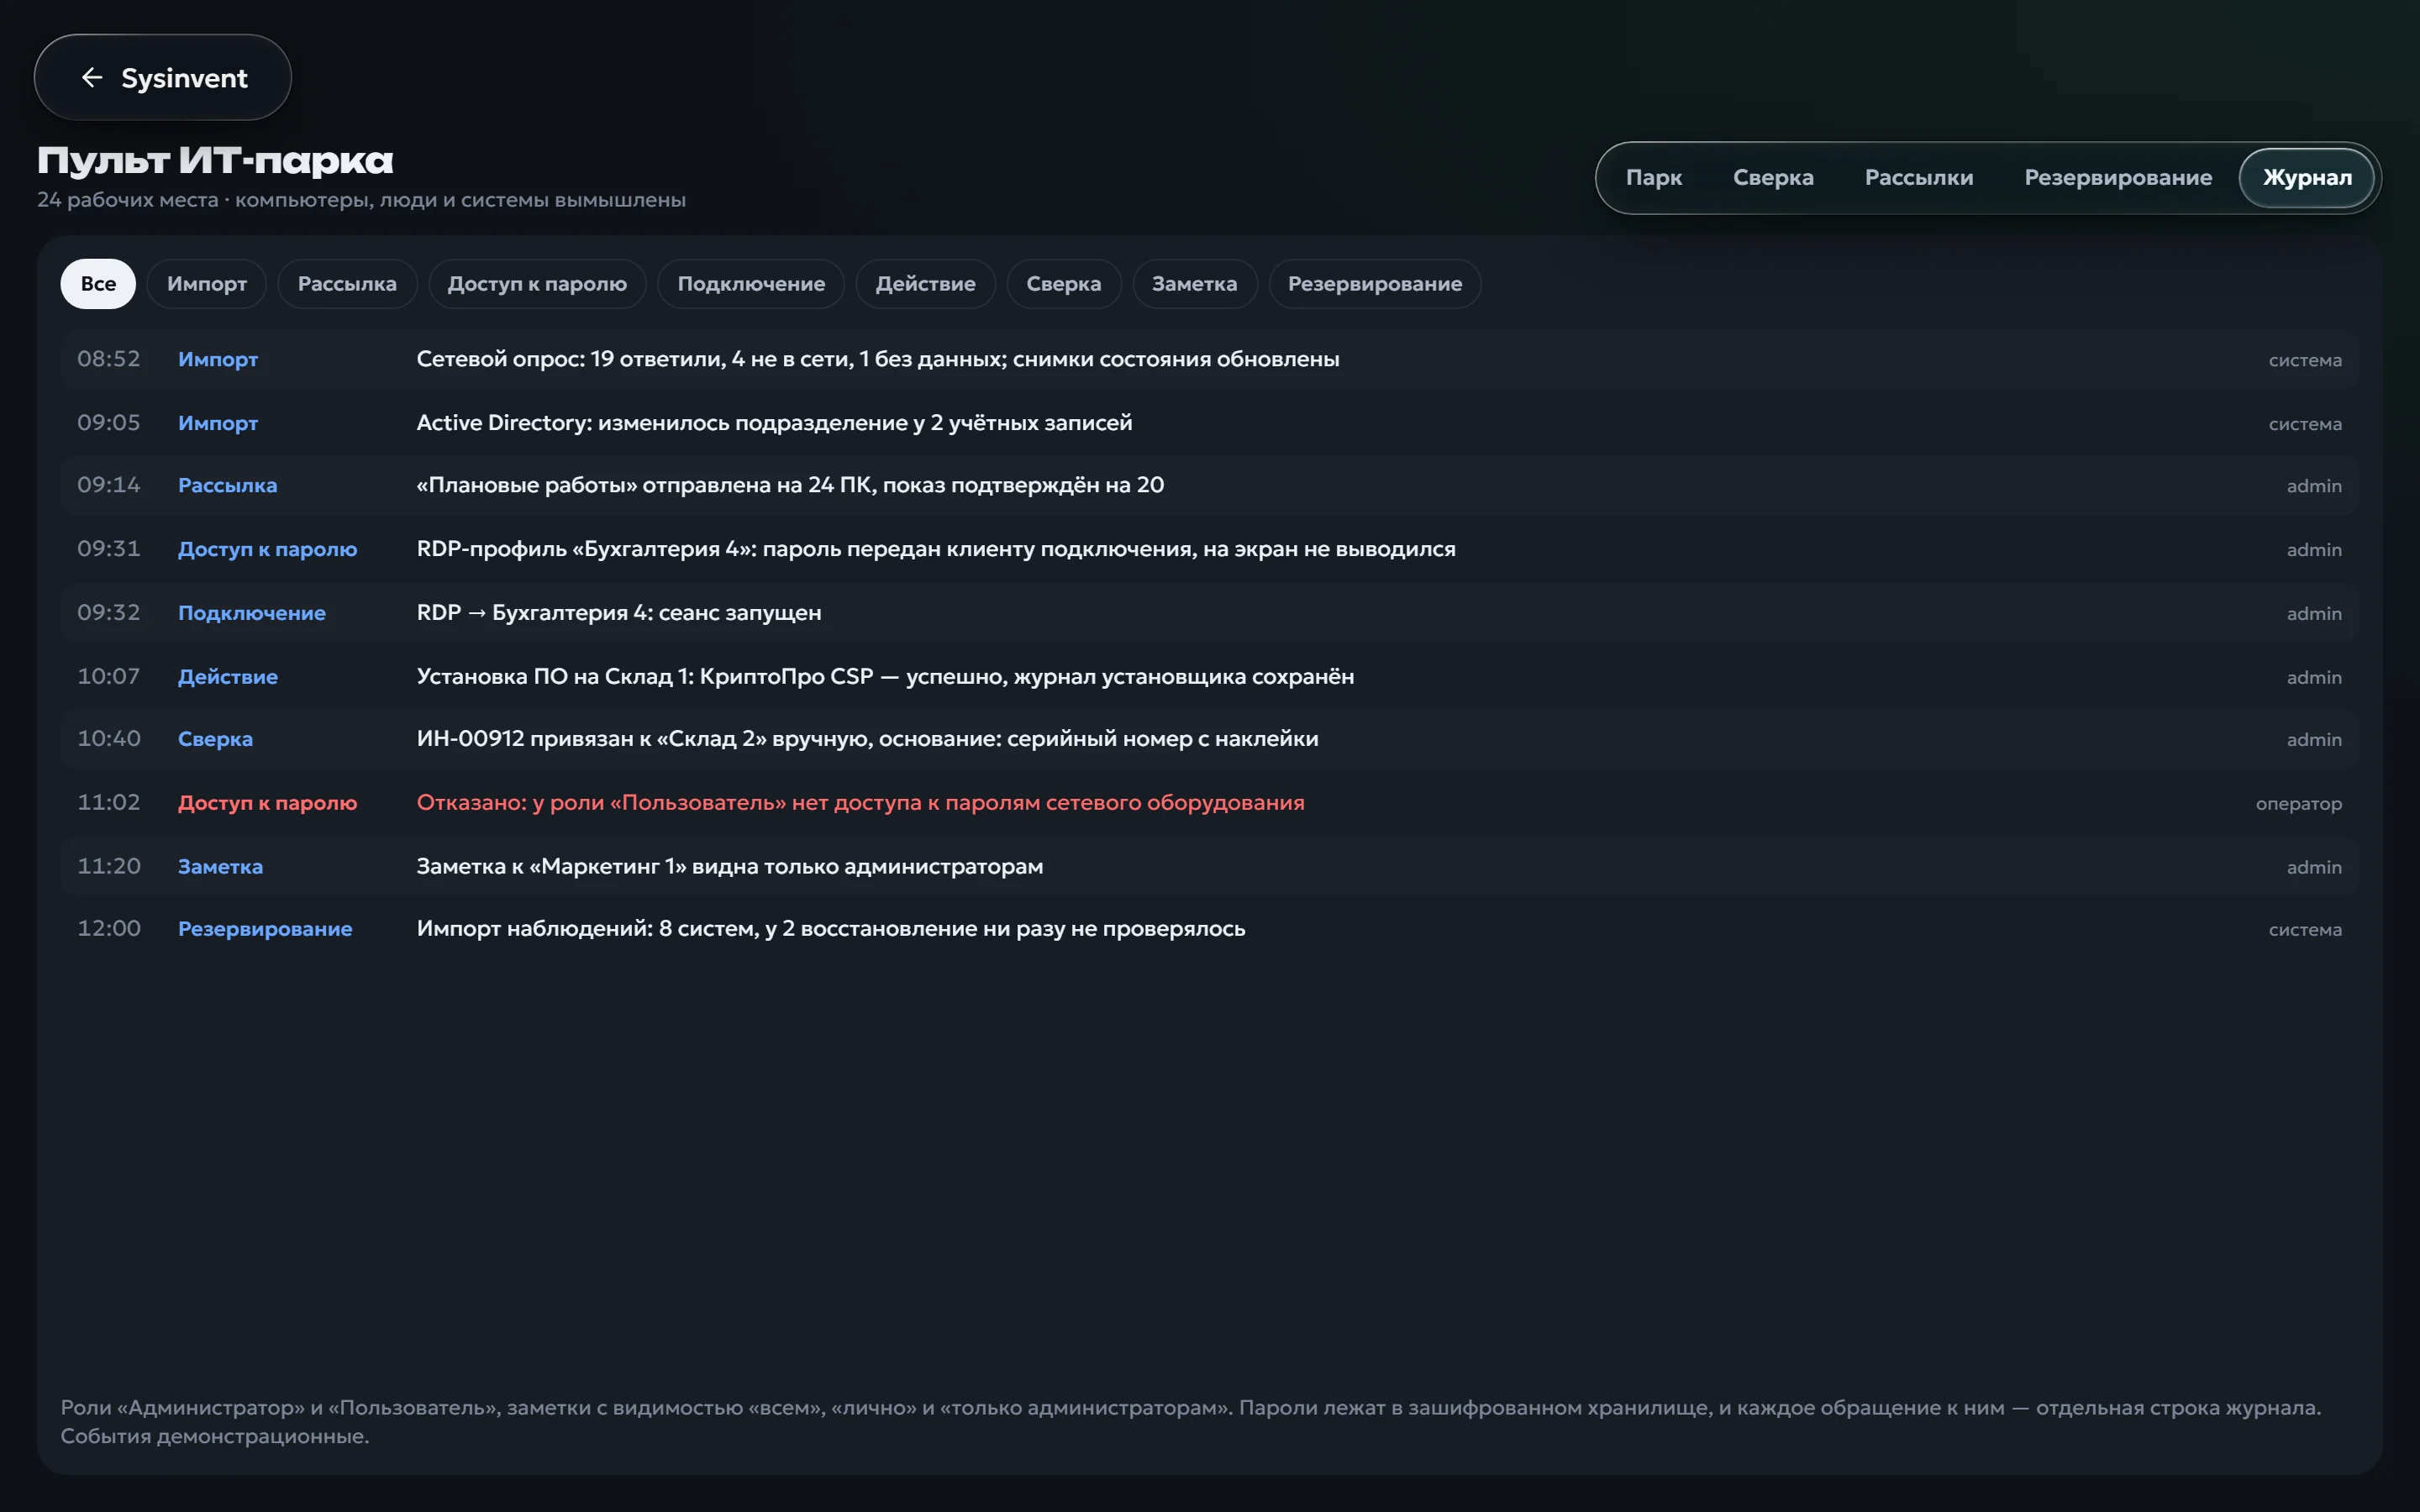 ← Sysinvent
Пульт ИТ-парка
24 рабочих места · компьютеры, люди и системы вымышлены
Парк Сверка Рассылки Резервирование Журнал
Все Импорт Рассылка Доступ к паролю Подключение Действие Сверка Заметка Резервирование
08:52 Импорт Сетевой опрос: 19 ответили, 4 не в сети, 1 без данных; снимки состояния обновлены система
09:05 Импорт Active Directory: изменилось подразделение у 2 учётных записей система
09:14 Рассылка «Плановые работы» отправлена на 24 ПК, показ подтверждён на 20 admin
09:31 Доступ к паролю RDP-профиль «Бухгалтерия 4»: пароль передан клиенту подключения, на экран не выводился admin
09:32 Подключение RDP → Бухгалтерия 4: сеанс запущен admin
10:07 Действие Установка ПО на Склад 1: КриптоПро CSP — успешно, журнал установщика сохранён admin
10:40 Сверка ИН-00912 привязан к «Склад 2» вручную, основание: серийный номер с наклейки admin
11:02 Доступ к паролю Отказано: у роли «Пользователь» нет доступа к паролям сетевого оборудования оператор
11:20 Заметка Заметка к «Маркетинг 1» видна только администраторам admin
12:00 Резервирование Импорт наблюдений: 8 систем, у 2 восстановление ни разу не проверялось система
Роли «Администратор» и «Пользователь», заметки с видимостью «всем», «лично» и «только администраторам». Пароли лежат в зашифрованном хранилище, и каждое обращение к ним — отдельная строка журнала.
События демонстрационные.